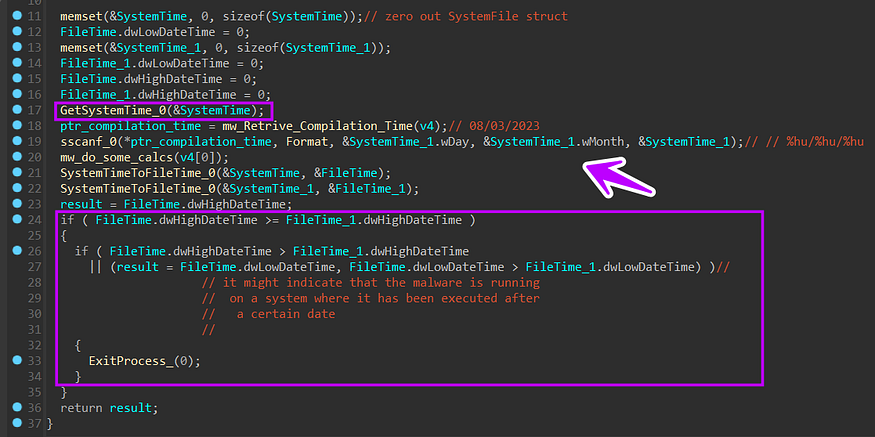 10
11 memset(&SystemTime, 0, sizeof(SystemTime));// zero out SystemFile struct
12 FileTime.dwLowDateTime = 0;
13 memset(&SystemTime_1, 0, sizeof(SystemTime_1));
14 FileTime_1.dwLowDateTime = 0;
15 FileTime.dwHighDateTime = 0;
16 FileTime_1.dwHighDateTime = 0;
17 GetSystemTime_0(&SystemTime);
18 ptr_compilation_time = mw_Retrive_Compilation_Time(v4);// 08/03/2023
19 sscanf_0(*ptr_compilation_time, Format, &SystemTime_1.wDay, &SystemTime_1.wMonth, &SystemTime_1);// // %hu/%hu/%hu
20 mw_do_some_calcs(v4[0]);
21 SystemTimeToFileTime_0(&SystemTime, &FileTime);
22 SystemTimeToFileTime_0(&SystemTime_1, &FileTime_1);
23 result = FileTime.dwHighDateTime;
24 if ( FileTime.dwHighDateTime >= FileTime_1.dwHighDateTime )
25 {
26 if ( FileTime.dwHighDateTime > FileTime_1.dwHighDateTime
27 || (result = FileTime.dwLowDateTime, FileTime.dwLowDateTime > FileTime_1.dwLowDateTime) )//
28 // it might indicate that the malware is running
29 // on a system where it has been executed after
30 // a certain date
31 //
32 {
33 ExitProcess_(0);
34 }
35 }
36 return result;
37 }